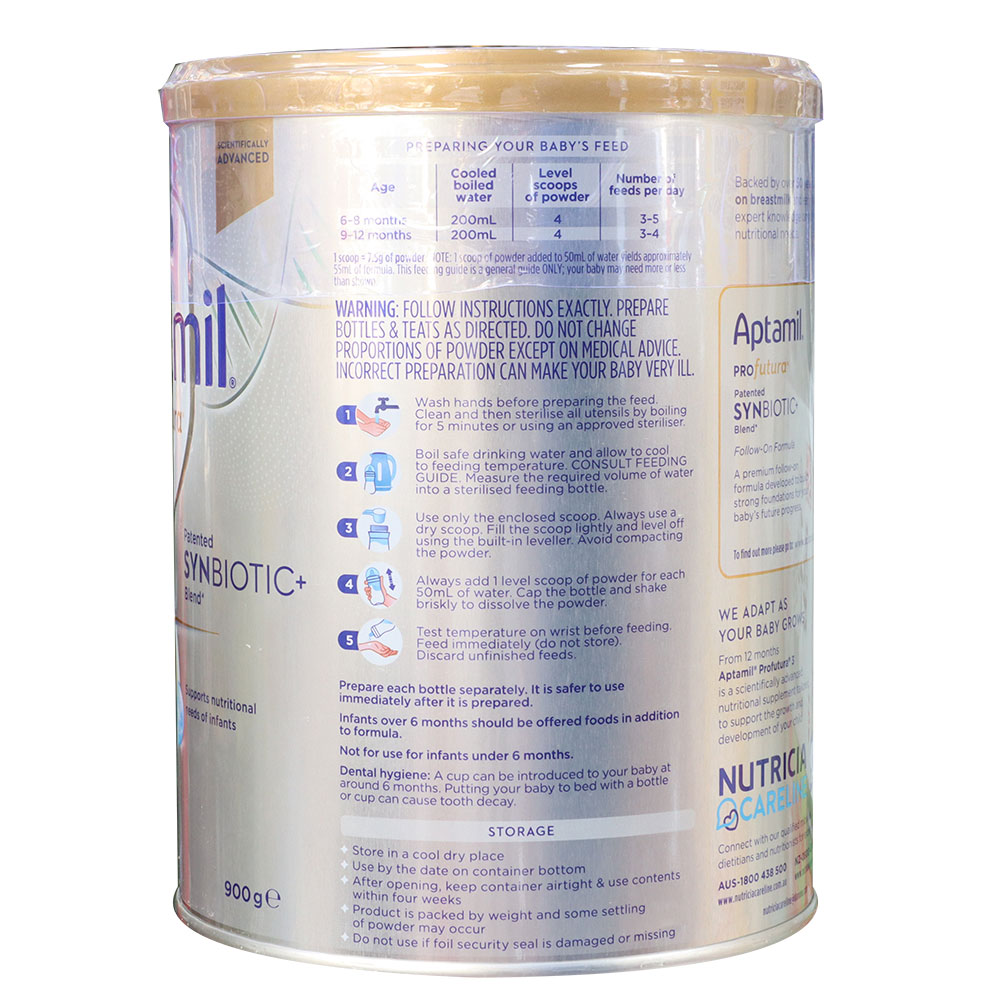 SCIENTIFICALLY
ADVANCED
mil®
Patented
SYNBIOTIC+
Blend*
Supports nutritional
needs of infants
900g℮
PREPARING YOUR BABY'S FEED
Age
Cooled boiled water
Level scoops of powder
Number of feeds per day
6-8 months 200mL 4 3-5
9-12 months 200mL 4 3-4
1 scoop = 7.5g of powder NOTE: 1 scoop of powder added to 50mL of water yields approximately
55ml of formula. This feeding guide is a general guide ONLY; your baby may need more or less
than shown.
WARNING: FOLLOW INSTRUCTIONS EXACTLY. PREPARE
BOTTLES & TEATS AS DIRECTED. DO NOT CHANGE
PROPORTIONS OF POWDER EXCEPT ON MEDICAL ADVICE.
INCORRECT PREPARATION CAN MAKE YOUR BABY VERY ILL.
1 Wash hands before preparing the feed.
Clean and then sterilise all utensils by boiling
for 5 minutes or using an approved steriliser.
2 Boil safe drinking water and allow to cool
to feeding temperature. CONSULT FEEDING
GUIDE. Measure the required volume of water
into a sterilised feeding bottle.
3 Use only the enclosed scoop. Always use a
dry scoop. Fill the scoop lightly and level off
using the built-in leveller. Avoid compacting
the powder.
4 Always add 1 level scoop of powder for each
50mL of water. Cap the bottle and shake
briskly to dissolve the powder.
5 Test temperature on wrist before feeding.
Feed immediately (do not store).
Discard unfinished feeds.
Prepare each bottle separately. It is safer to use
immediately after it is prepared.
Infants over 6 months should be offered foods in addition
to formula.
Not for use for infants under 6 months.
Dental hygiene: A cup can be introduced to your baby at
around 6 months. Putting your baby to bed with a bottle
or cup can cause tooth decay.
STORAGE
Store in a cool dry place
Use by the date on container bottom
After opening, keep container airtight & use contents
within four weeks
Product is packed by weight and some settling
of powder may occur
Do not use if foil security seal is damaged or missing
Backed by over 50
on breastmilk
expert
nutritional
Aptamil®
PROfutura®
Patented
SYNBIOTIC+
Blend*
Follow-On Formula
A premium follow-on
formula developed to
strong foundations for
baby's future progress
To find out more please go to:
WE ADAPT AS
YOUR BABY GROWS
From 12 months
Aptamil® Profutura® 3
is a scientifically
nutritional supplement
to support the growth and
development of your
NUTRICIA
CARELINE
Connect with our qualified
dietitians and
AUS-1800 438 500
www.nutriciacareline.com.au